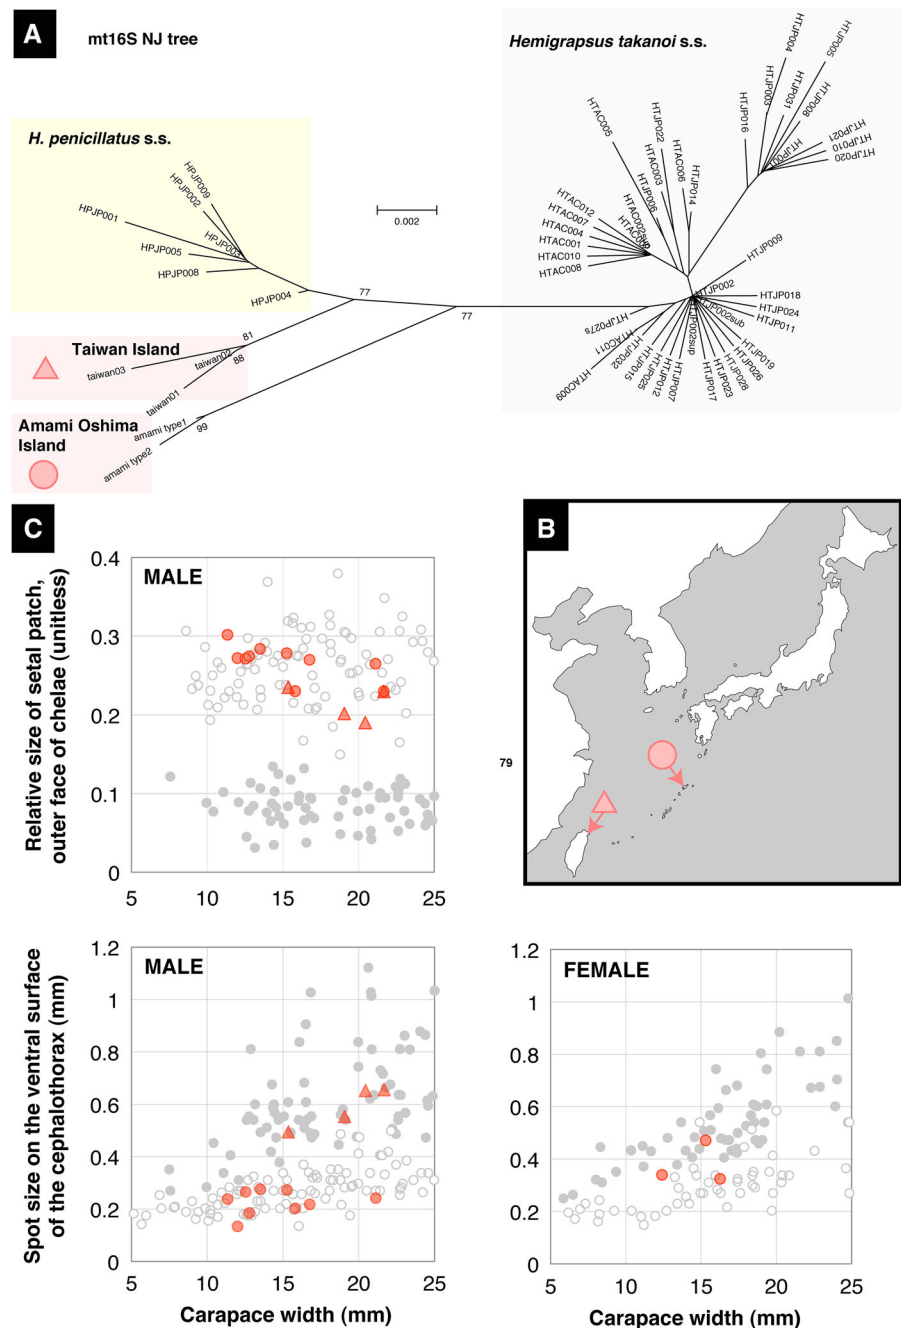 A
mt16S NJ tree
Hemigrapsus takanoi s.s.
H. penicillatus s.s.
HPJP009
HPJP002
HPJP001
HPJP003
HPJP005
HPJP008
HPJP004
0.002
77
77
81
88
99
Taiwan Island
taiwan02
taiwan03
taiwan01
Amami Oshima
Island
amami type1
amami type2
HTJP004
HTJP005
HTJP003
HTJP031
HTJP008
HTJP016
HTJP021
HTJP010
HTJP020
HTAC005
HTJP022
HTAC003
HTAC006
HTJP006
HTJP014
HTAC002sub
HTAC012
HTAC007
HTAC004
HTAC001
HTAC010
HTAC008
HTJP009
HTJP002
HTJP018
HTJP024
HTJP011
HTJP002sub
HTJP002sup
HTJP019
HTJP026
HTJP028
HTJP023
HTJP017
HTJP007
HTJP012
HTJP025
HTJP015
HTJP032
HTAC011
HTJP027s
HTAC009
C
MALE
Relative size of setal patch,
outer face of chelae (unitless)
0.4
0.3
0.2
0.1
0
5 10 15 20 25
B
79
MALE
Spot size on the ventral surface
of the cephalothorax (mm)
1.2
1
0.8
0.6
0.4
0.2
0
5 10 15 20 25
Carapace width (mm)
FEMALE
1.2
1
0.8
0.6
0.4
0.2
0
5 10 15 20 25
Carapace width (mm)